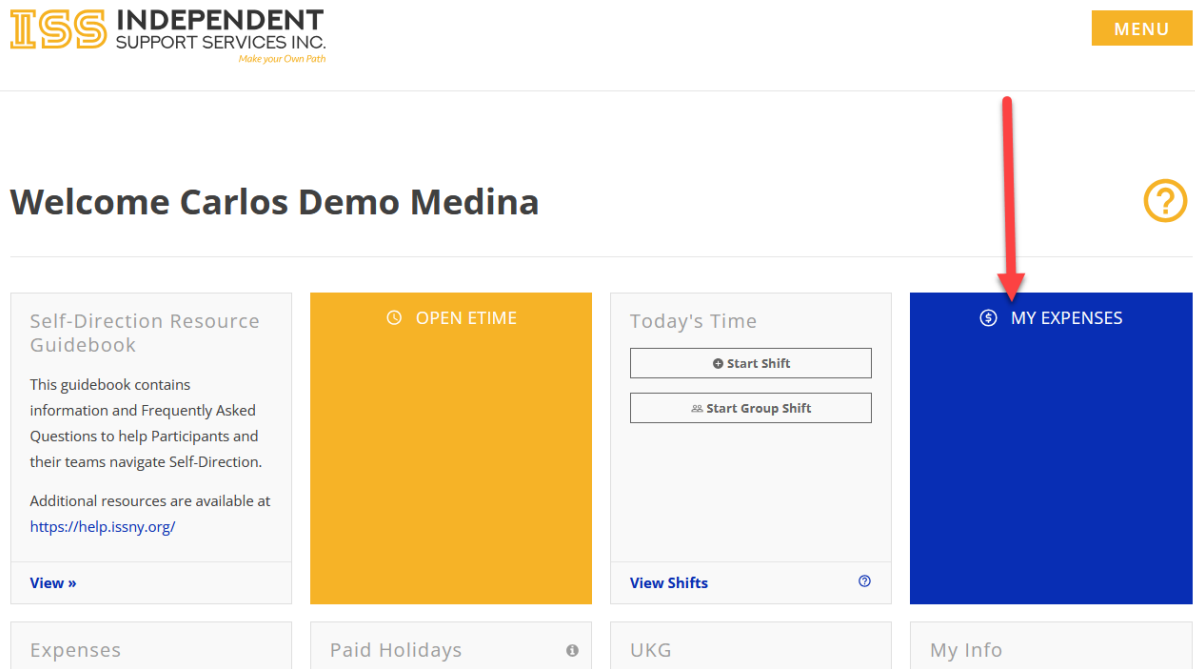 ISS INDEPENDENT
SUPPORT SERVICES INC.
Make your Own Path
MENU
Welcome Carlos Demo Medina
?
Self-Direction Resource
Guidebook
This guidebook contains
information and Frequently Asked
Questions to help Participants and
their teams navigate Self-Direction.
Additional resources are available at
https://help.issny.org/
View »
OPEN ETIME
Today's Time
Start Shift
Start Group Shift
View Shifts
?
$ MY EXPENSES
Expenses
Paid Holidays
i
UKG
My Info